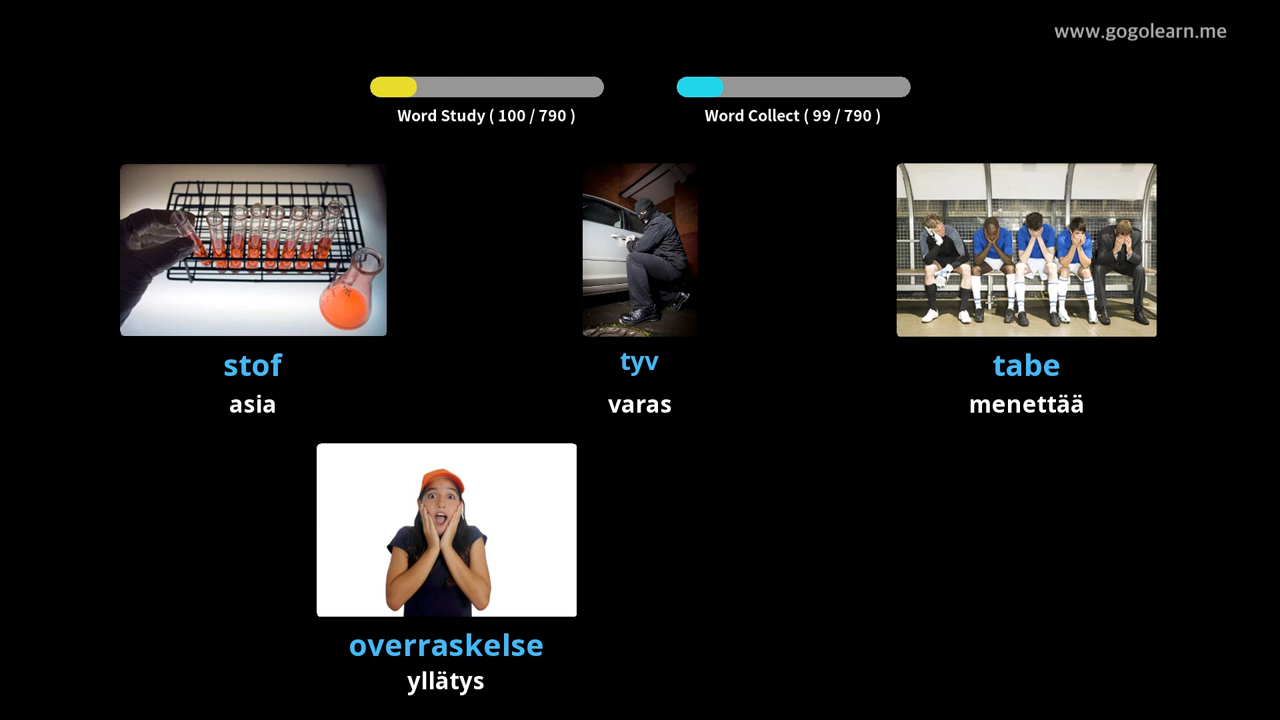 www.gogolearn.me
Word Study ( 100 / 790 )
Word Collect ( 99 / 790 )
stof
asia
tyv
varas
tabe
menettää
overraskelse
yllätys